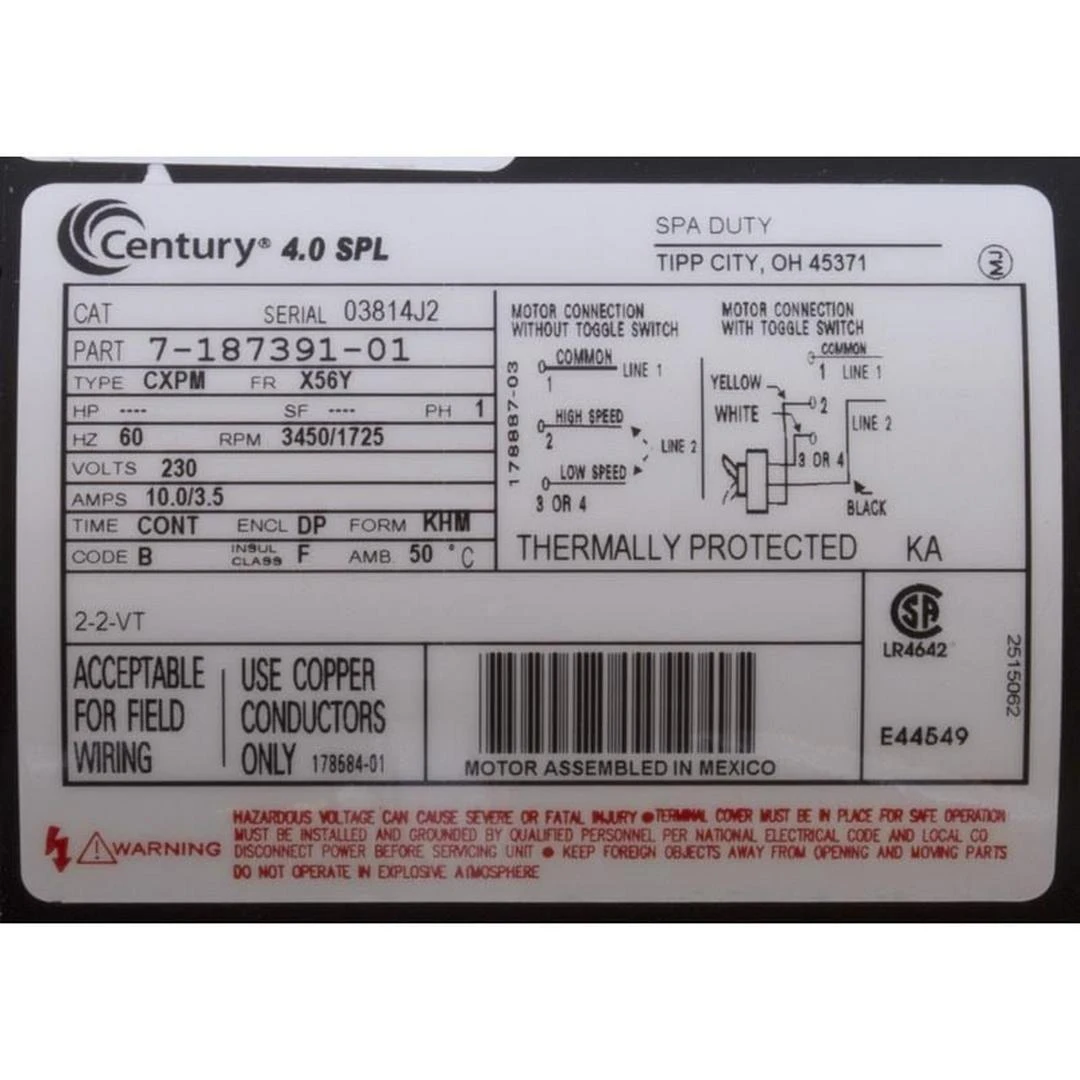 Century® 4.0 SPL
SPA DUTY
TIPP CITY, OH 45371
MJ
CAT SERIAL 03814J2
PART 7-187391-01
TYPE CXPM FR X56Y
HP ---- SF ---- PH 1
HZ 60 RPM 3450/1725
VOLTS 230
AMPS 10.0/3.5
TIME CONT ENCL DP FORM KHM
CODE B INSUL CLASS F AMB. 50 °C
178887-03
MOTOR CONNECTION
WITHOUT TOGGLE SWITCH
COMMON
1
LINE 1
HIGH SPEED
2
LINE 2
LOW SPEED
3 OR 4
MOTOR CONNECTION
WITH TOGGLE SWITCH
COMMON
1 LINE 1
YELLOW
2
WHITE
LINE 2
3 OR 4
BLACK
THERMALLY PROTECTED KA
2-2-VT
ACCEPTABLE
FOR FIELD
WIRING
USE COPPER
CONDUCTORS
ONLY 178584-01
MOTOR ASSEMBLED IN MEXICO
SA
LR4642
E44549
2515062
WARNING
HAZARDOUS VOLTAGE CAN CAUSE SEVERE OR FATAL INJURY ● TERMINAL COVER MUST BE IN PLACE FOR SAFE OPERATION
MUST BE INSTALLED AND GROUNDED BY QUALIFIED PERSONNEL PER NATIONAL ELECTRICAL CODE AND LOCAL CO
DISCONNECT POWER BEFORE SERVICING UNIT ● KEEP FOREIGN OBJECTS AWAY FROM OPENING AND MOVING PARTS
DO NOT OPERATE IN EXPLOSIVE ATMOSPHERE